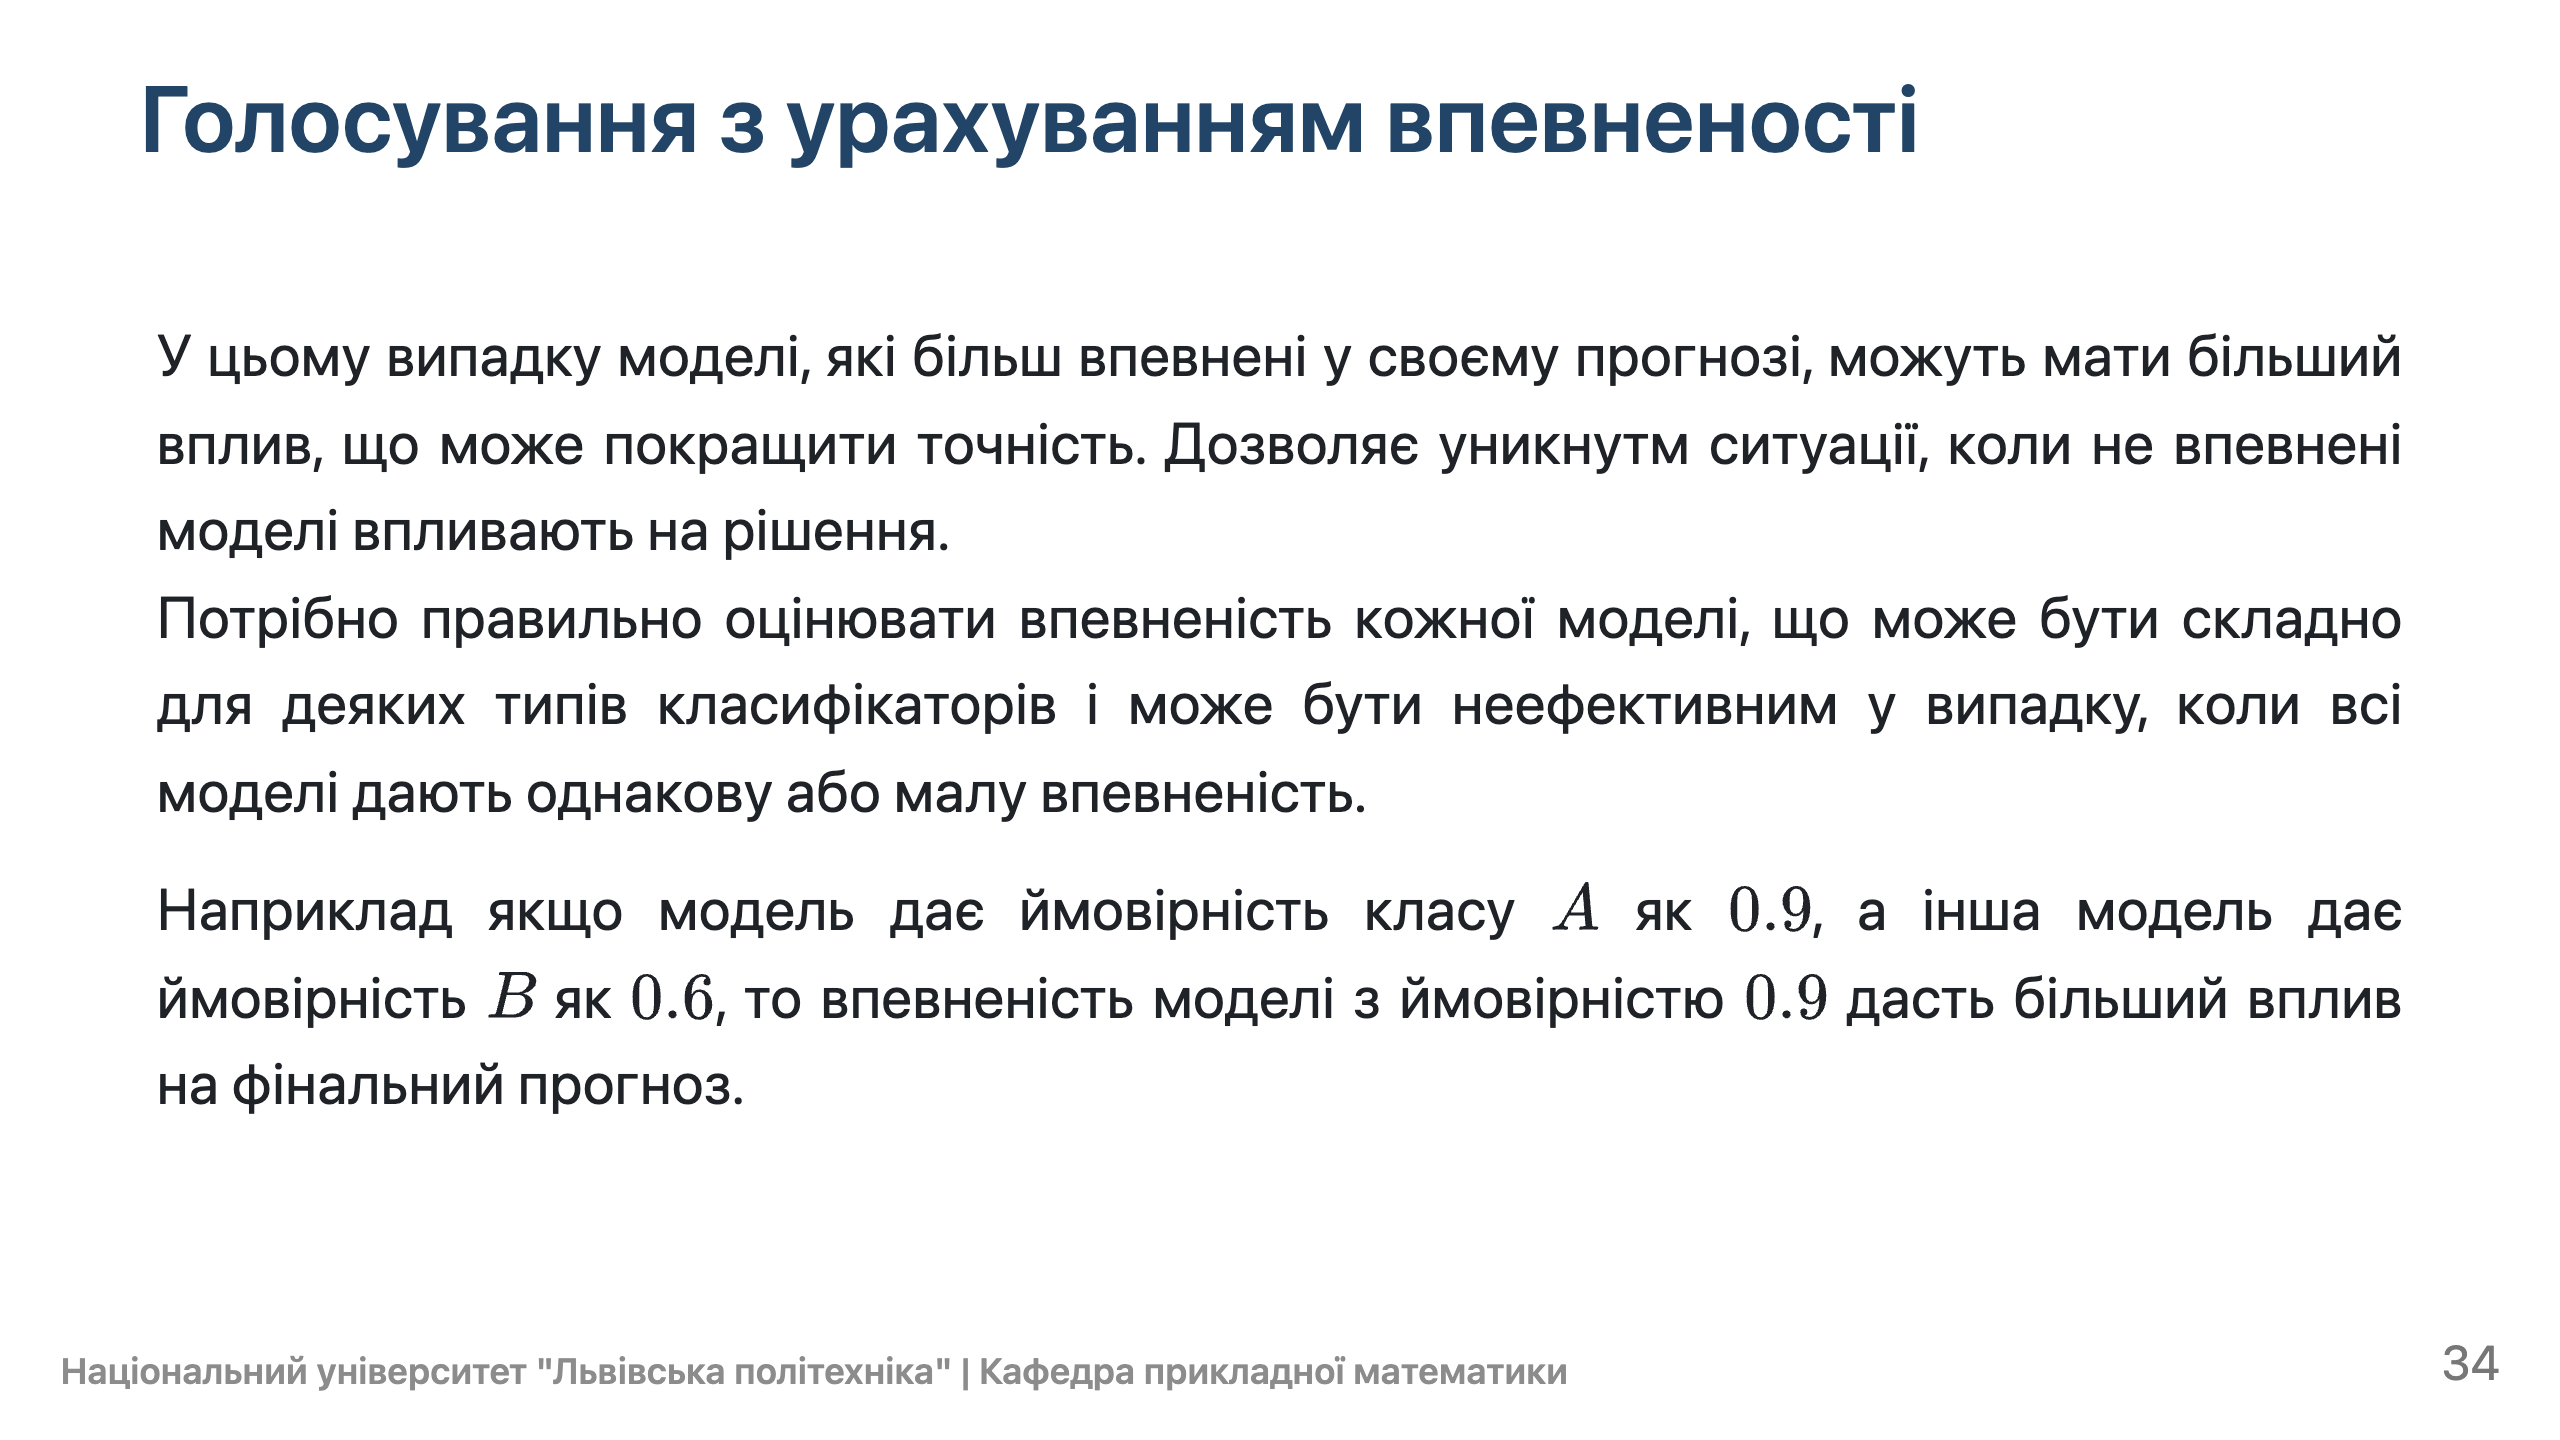 Голосування з урахуванням впевненості
У цьому випадку моделі, які більш впевнені у своєму прогнозі, можуть мати більший
вплив, що може покращити точність. Дозволяє уникнутм ситуації, коли не впевнені
моделі впливають на рішення.
Потрібно правильно оцінювати впевненість кожної моделі, що може бути складно
для деяких типів класифікаторів і може бути неефективним у випадку, коли всі
моделі дають однакову або малу впевненість.
Наприклад якщо модель дає ймовірність класу A як 0.9, а інша модель дає
ймовірність B як 0.6, то впевненість моделі з ймовірністю 0.9 дасть більший вплив
на фінальний прогноз.
Національний університет "Львівська політехніка" | Кафедра прикладної математики
34